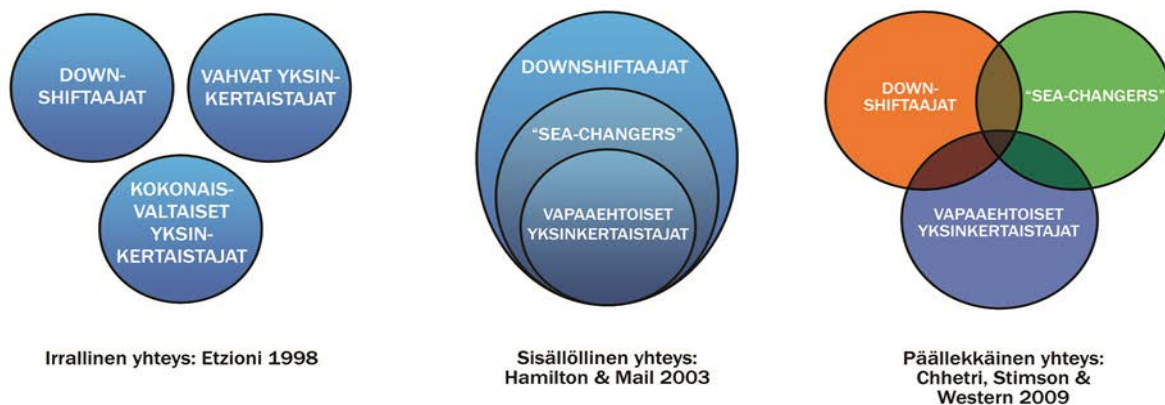 DOWN-
SHIFTAAJAT
VAHVAT YKSIN-
KERTAISTAJAT
KOKONAIS-
VALTAISET
YKSIN-
KERTAISTAJAT
Irrallinen yhteys: Etzioni 1998
DOWNSHIFTAAJAT
“SEA-CHANGERS”
VAPAAEHTOISET
YKSINKERTAISTAJAT
Sisällöllinen yhteys:
Hamilton & Mail 2003
DOWN-
SHIFTAAJAT
“SEA-CHANGERS”
VAPAAEHTOISET
YKSINKERTAISTAJAT
Päällekkäinen yhteys:
Chhetri, Stimson &
Western 2009